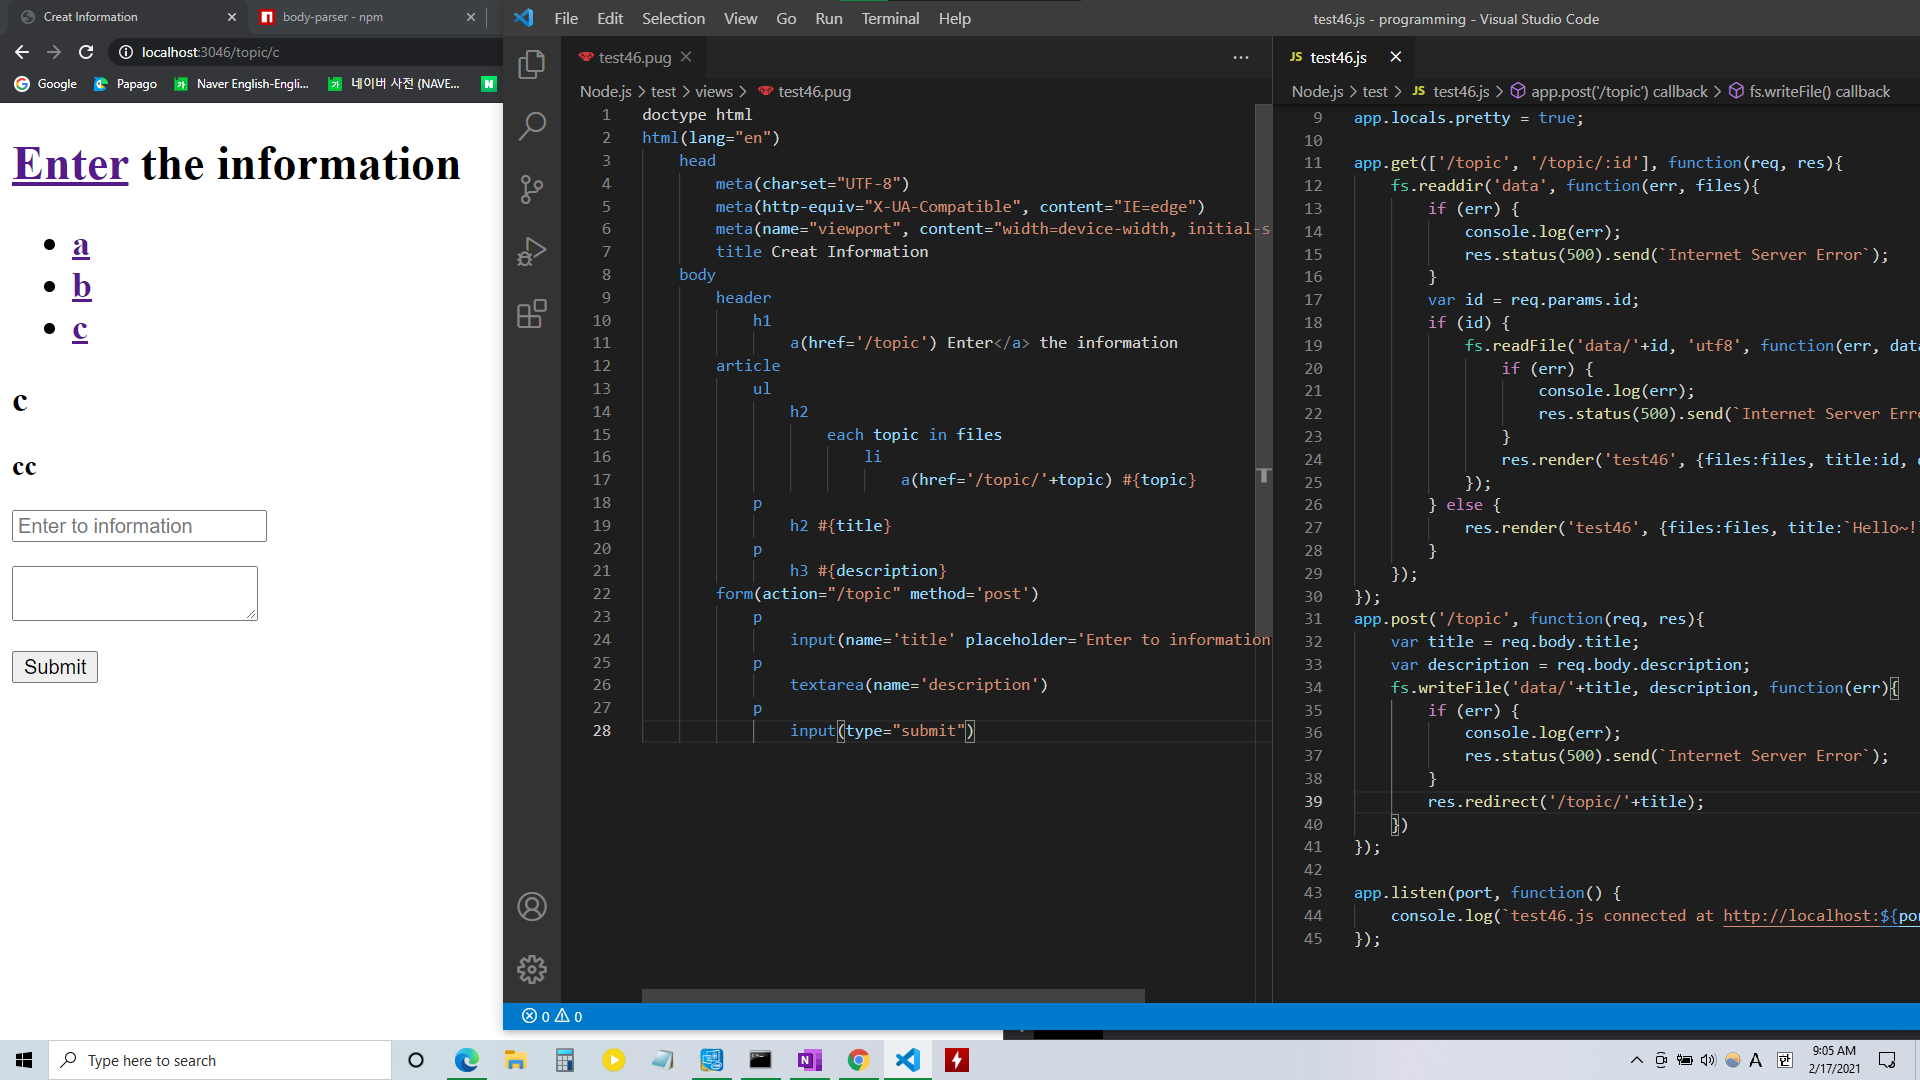 Creat Information
body-parser - npm
localhost:3046/topic/c
Google
Papago
Naver English-Engli...
네이버 사전 (NAVE...
Enter the information
a
b
c
c
cc
Enter to information
Submit
File Edit Selection View Go Run Terminal Help
test46.js - programming - Visual Studio Code
test46.pug
Node.js > test > views > test46.pug
1 doctype html
2 html(lang="en")
3 head
4 meta(charset="UTF-8")
5 meta(http-equiv="X-UA-Compatible", content="IE=edge")
6 meta(name="viewport", content="width=device-width, initial-s
7 title Creat Information
8 body
9 header
10 h1
11 a(href='/topic') Enter</a> the information
12 article
13 ul
14 h2
15 each topic in files
16 li
17 a(href='/topic/'+topic) #{topic}
18 p
19 h2 #{title}
20 p
21 h3 #{description}
22 form(action="/topic" method='post')
23 p
24 input(name='title' placeholder='Enter to information
25 p
26 textarea(name='description')
27 p
28 input(type="submit")
JS test46.js
Node.js > test > JS test46.js > app.post('/topic') callback > fs.writeFile() callback
9 app.locals.pretty = true;
10
11 app.get(['/topic', '/topic/:id'], function(req, res){
12 fs.readdir('data', function(err, files){
13 if (err) {
14 console.log(err);
15 res.status(500).send(`Internet Server Error`);
16 }
17 var id = req.params.id;
18 if (id) {
19 fs.readFile('data/'+id, 'utf8', function(err, data
20 if (err) {
21 console.log(err);
22 res.status(500).send(`Internet Server Erro
23 }
24 res.render('test46', {files:files, title:id,
25 });
26 } else {
27 res.render('test46', {files:files, title:`Hello~!`
28 }
29 });
30 });
31 app.post('/topic', function(req, res){
32 var title = req.body.title;
33 var description = req.body.description;
34 fs.writeFile('data/'+title, description, function(err){
35 if (err) {
36 console.log(err);
37 res.status(500).send(`Internet Server Error`);
38 }
39 res.redirect('/topic/'+title);
40 })
41 });
42
43 app.listen(port, function() {
44 console.log(`test46.js connected at http://localhost:${por
45 });
0 0
Type here to search
A 한
9:05 AM
2/17/2021